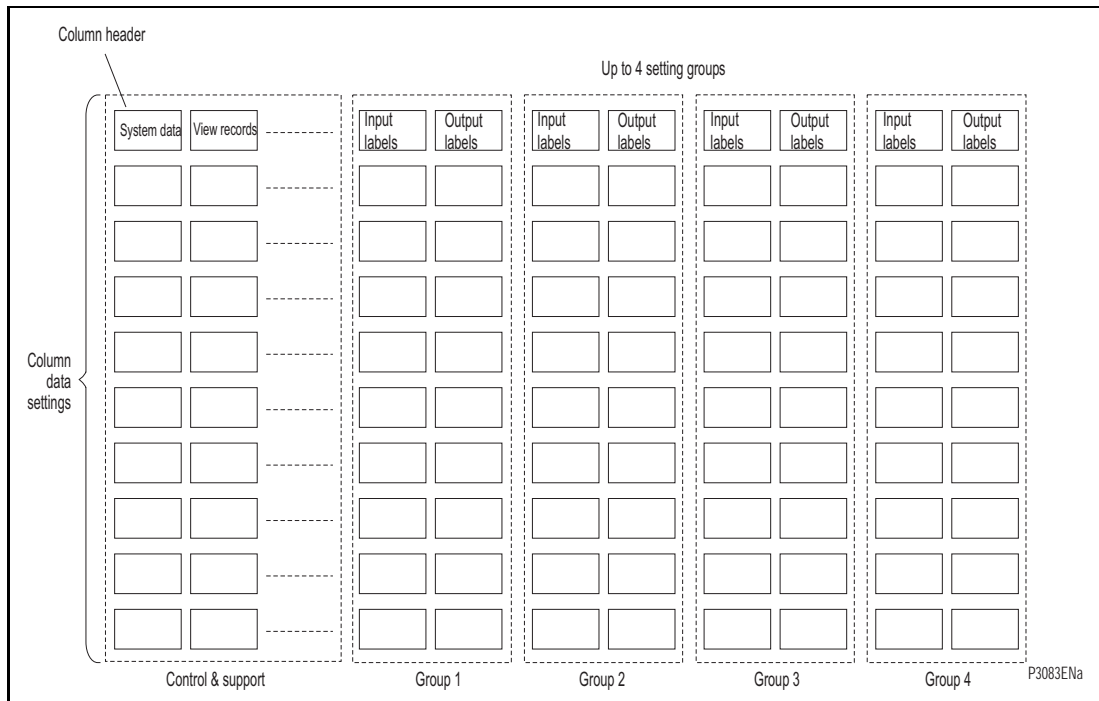 Column header
Up to 4 setting groups
System data
View records
Input
labels
Output
labels
Input
labels
Output
labels
Input
labels
Output
labels
Input
labels
Output
labels
Column
data
settings
Control & support
Group 1
Group 2
Group 3
Group 4
P3083ENa